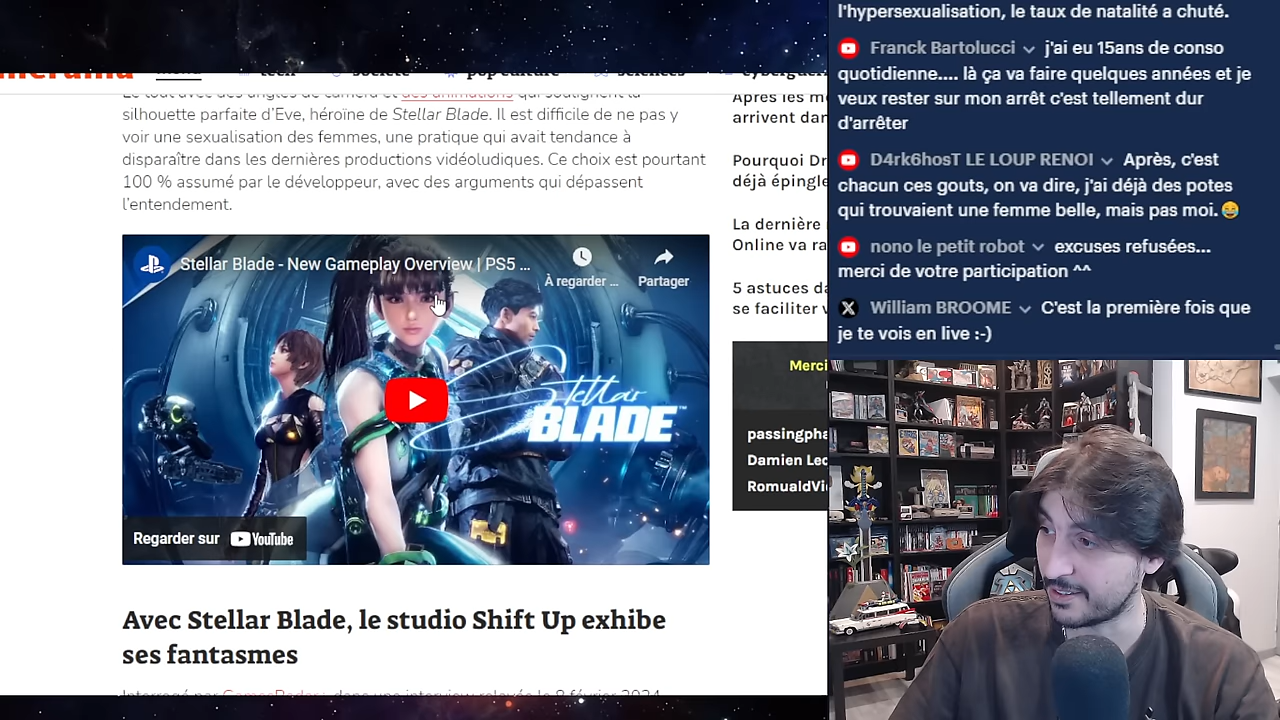 tech
société
pop culture
sciences
Le tout avec des angles de caméra et des animations qui soulignent la
silhouette parfaite d'Eve, héroïne de Stellar Blade. Il est difficile de ne pas y
voir une sexualisation des femmes, une pratique qui avait tendance à
disparaître dans les dernières productions vidéoludiques. Ce choix est pourtant
100 % assumé par le développeur, avec des arguments qui dépassent
l'entendement.
Stellar Blade - New Gameplay Overview | PS5 ...
À regarder ...
Partager
Stellar
BLADE™
Regarder sur YouTube
Avec Stellar Blade, le studio Shift Up exhibe
ses fantasmes
Après les
arrivent
Pourquoi
déjà
La dernière
Online va
5 astuces
se faciliter
Merci
Damien
l'hypersexualisation, le taux de natalité a chuté.
Franck Bartolucci j'ai eu 15ans de conso
quotidienne.... là ça va faire quelques années et je
veux rester sur mon arrêt c'est tellement dur
d'arrêter
D4rk6hosT LE LOUP RENOI Après, c'est
chacun ces gouts, on va dire, j'ai déjà des potes
qui trouvaient une femme belle, mais pas moi.😂
nono le petit robot excuses refusées...
merci de votre participation ^^
William BROOME C'est la première fois que
je te vois en live :-)